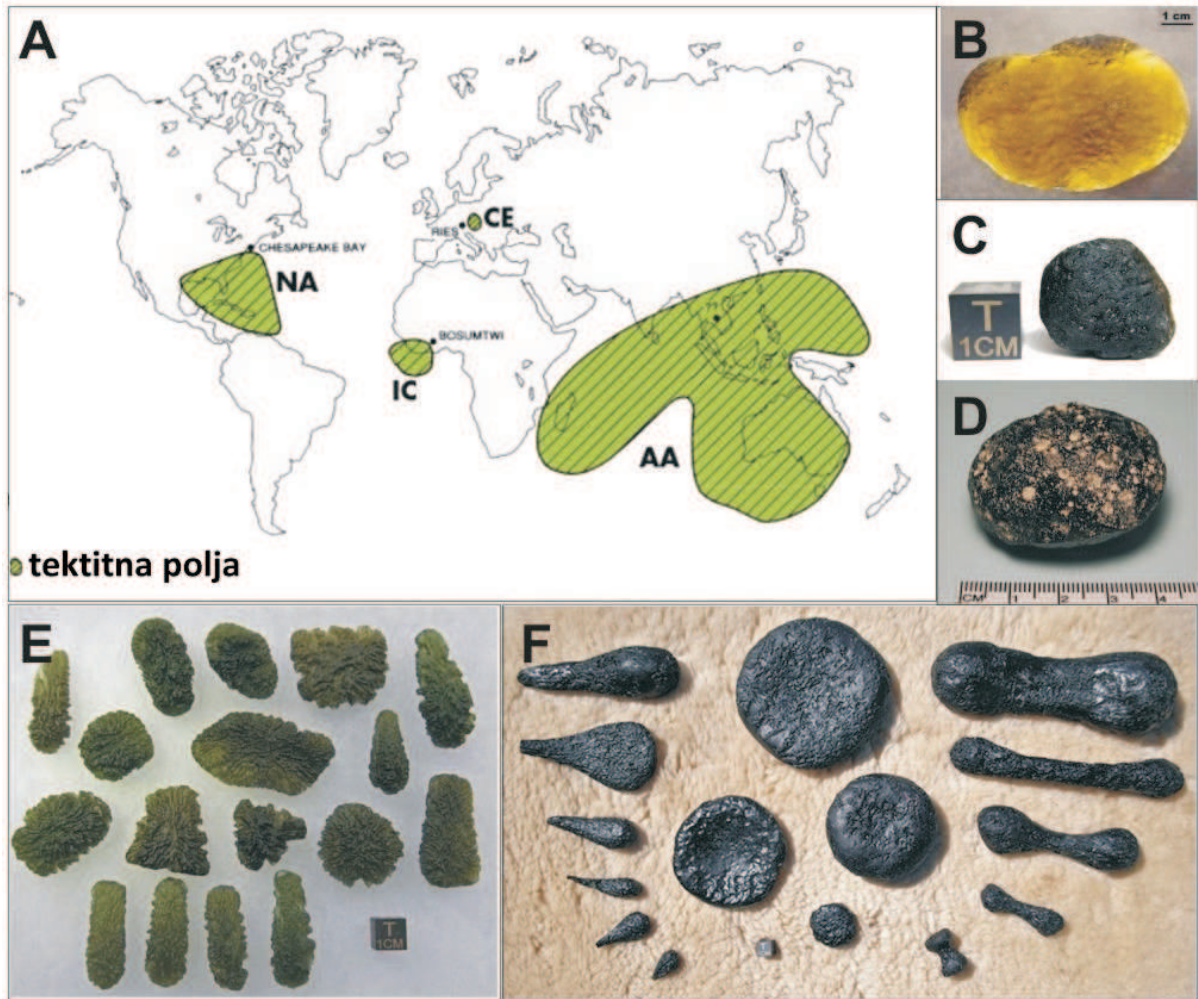 A
CHESAPEAKE BAY
NA
RIES
CE
BOSUMTWI
IC
AA
tektitna polja
B
1 cm
C
T
1CM
D
CM 1 2 3 4
E
T
1CM
F